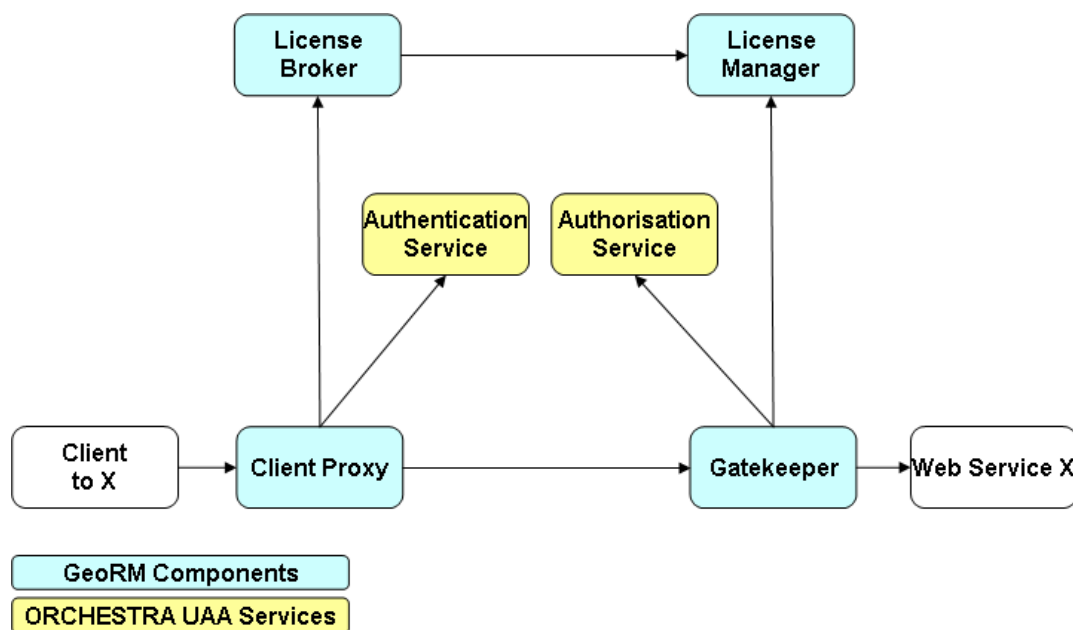 License
Broker
License
Manager
Authentication
Service
Authorisation
Service
Client
to X
Client Proxy
Gatekeeper
Web Service X
GeoRM Components
ORCHESTRA UAA Services